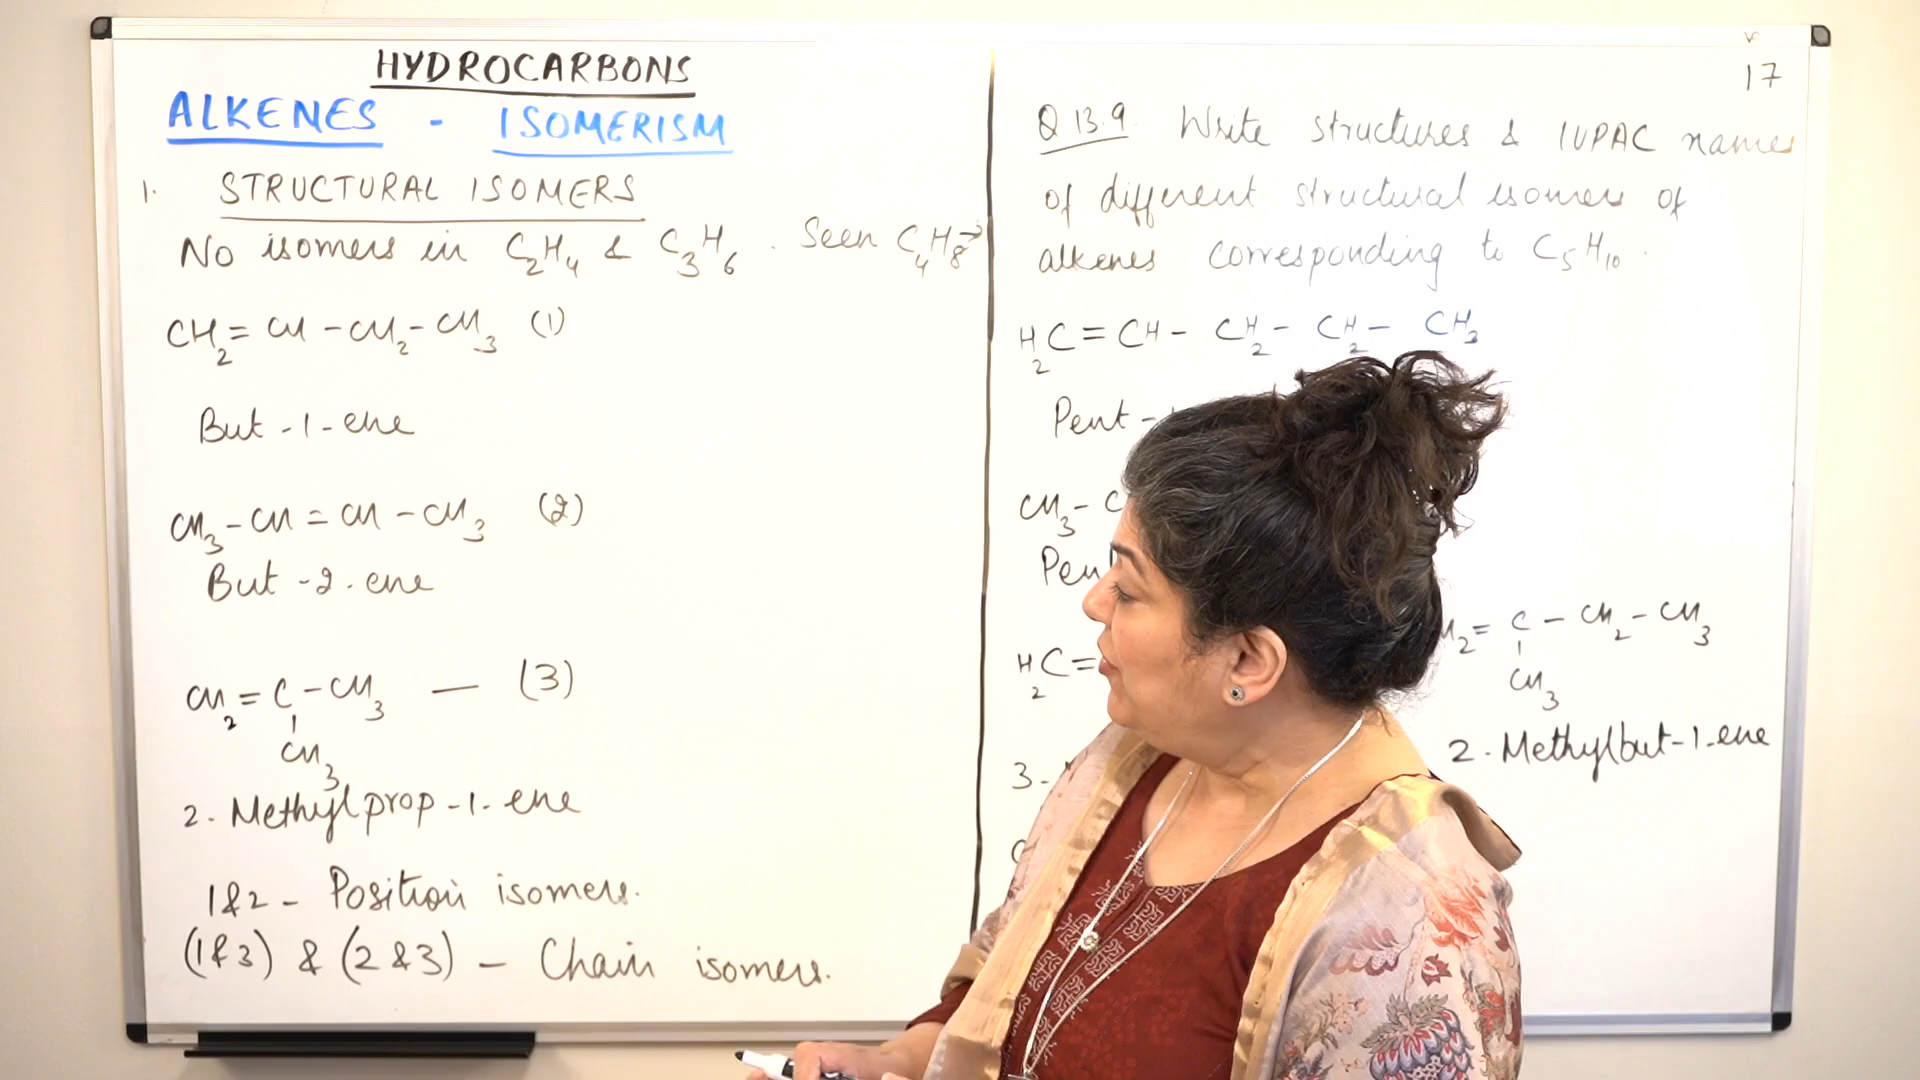 HYDROCARBONS
ALKENES - ISOMERISM
1. STRUCTURAL ISOMERS
No isomers in C2H4 & C3H6. Seen C4H8→
CH2=CH-CH2-CH3 (1)
But-1-ene
CH3-CH=CH-CH3 (2)
But-2-ene
CH2=C-CH3 — (3)
CH3
2-Methylprop-1-ene
1&2 - Position isomers.
(1&3) & (2&3) - Chain isomers.
17
Q 13.9. Write structures & IUPAC names
of different structural isomers of
alkenes corresponding to C5H10.
H2C=CH-CH2-CH2-CH3
Pent-
CH3-C
Pen
H2C=
3-
H2=C-CH2-CH3
CH3
2-Methylbut-1-ene